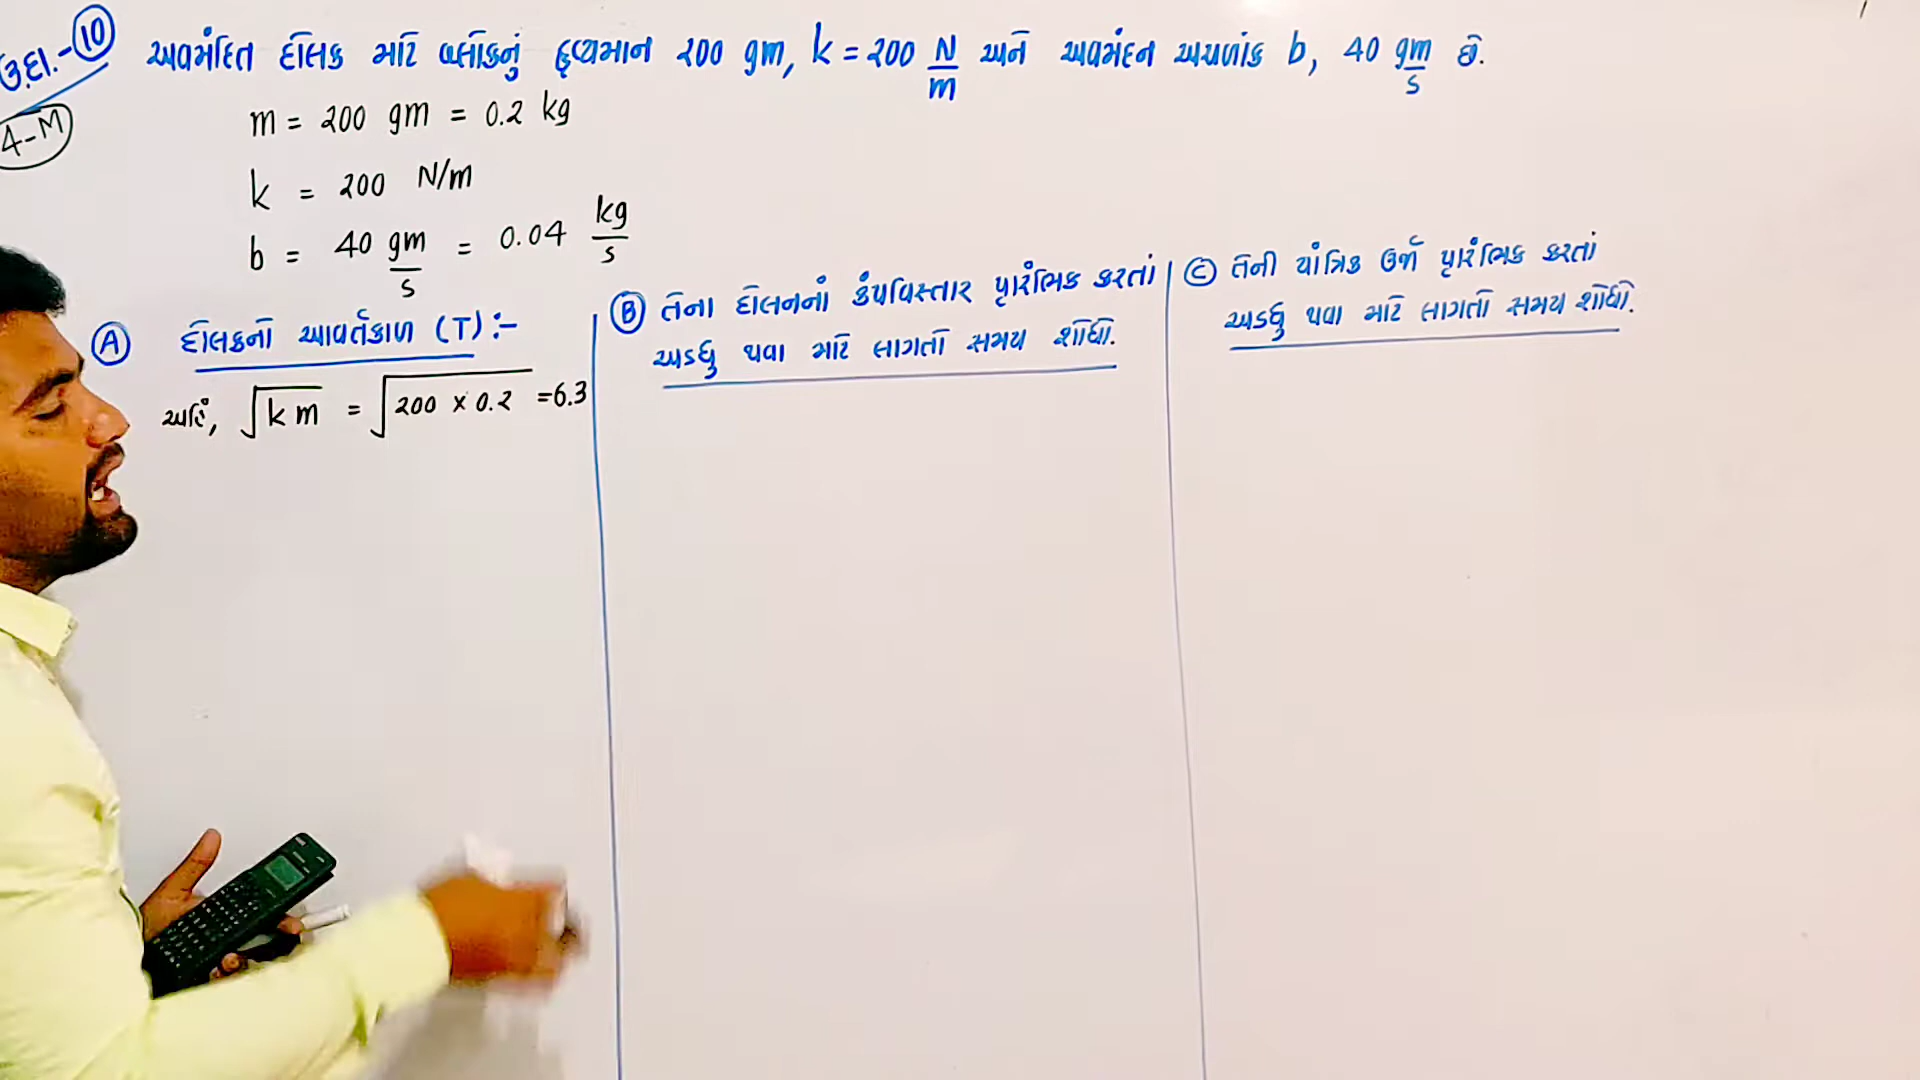 ઉદા.-10 અવમંદિત દોલક માટે બ્લોકનું દ્રવ્યમાન 200 gm, k = 200 N/m અને અવમંદન અચળાંક b, 40 gm/s છે.
4-M
m = 200 gm = 0.2 kg
k = 200 N/m
b = 40 gm/s = 0.04 kg/s
A દોલકનો આવર્તકાળ (T) :-
અહિં, √k m = √200 × 0.2 = 6.3
B તેના દોલનનાં કંપવિસ્તાર પ્રારંભિક કરતાં
અડધુ થવા માટે લાગતો સમય શોધો.
C તેની યાંત્રિક ઉર્જા પ્રારંભિક કરતાં
અડધુ થવા માટે લાગતો સમય શોધો.